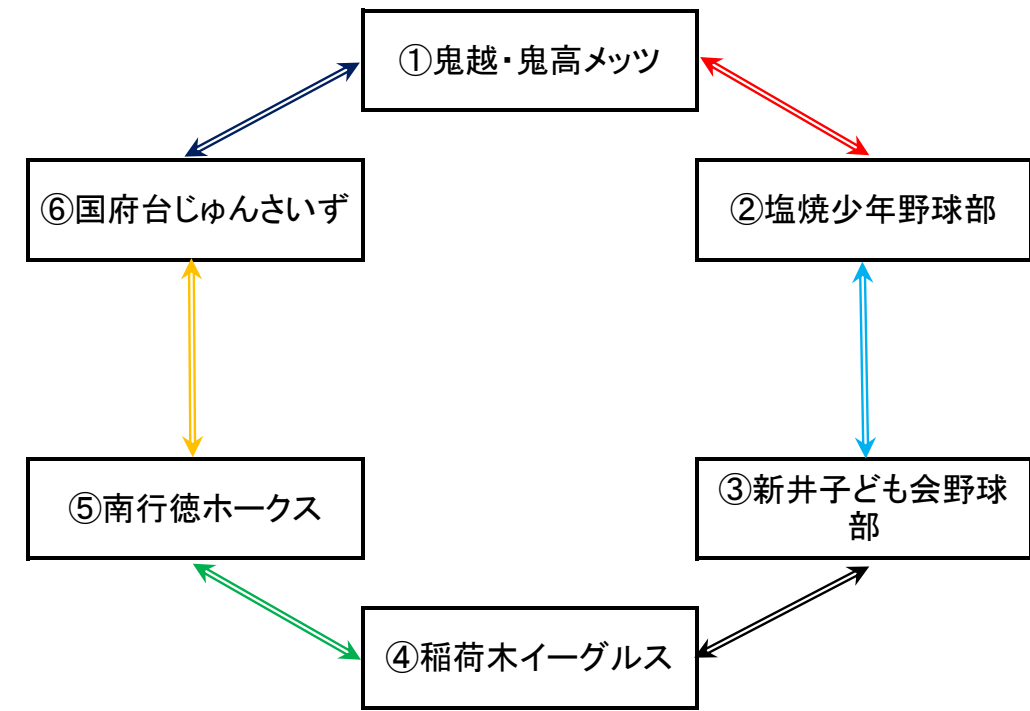 ①鬼越・鬼高メッツ
②塩焼少年野球部
③新井子ども会野球
部
④稲荷木イーグルス
⑤南行徳ホークス
⑥国府台じゅんさいず